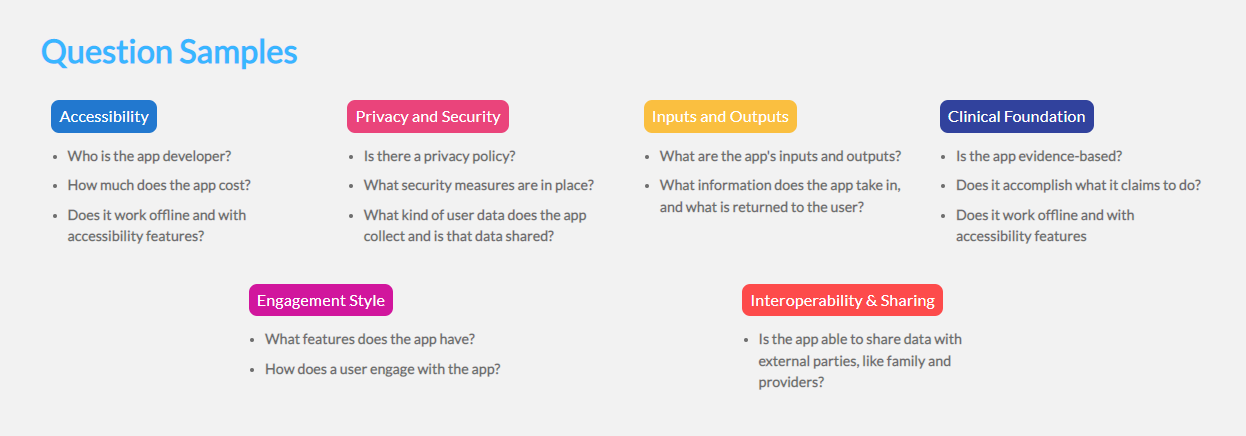 Question Samples
Accessibility
• Who is the app developer?
• How much does the app cost?
• Does it work offline and with
accessibility features?
Privacy and Security
• Is there a privacy policy?
• What security measures are in place?
• What kind of user data does the app
collect and is that data shared?
Inputs and Outputs
• What are the app's inputs and outputs?
• What information does the app take in,
and what is returned to the user?
Clinical Foundation
• Is the app evidence-based?
• Does it accomplish what it claims to do?
• Does it work offline and with
accessibility features
Engagement Style
• What features does the app have?
• How does a user engage with the app?
Interoperability & Sharing
• Is the app able to share data with
external parties, like family and
providers?